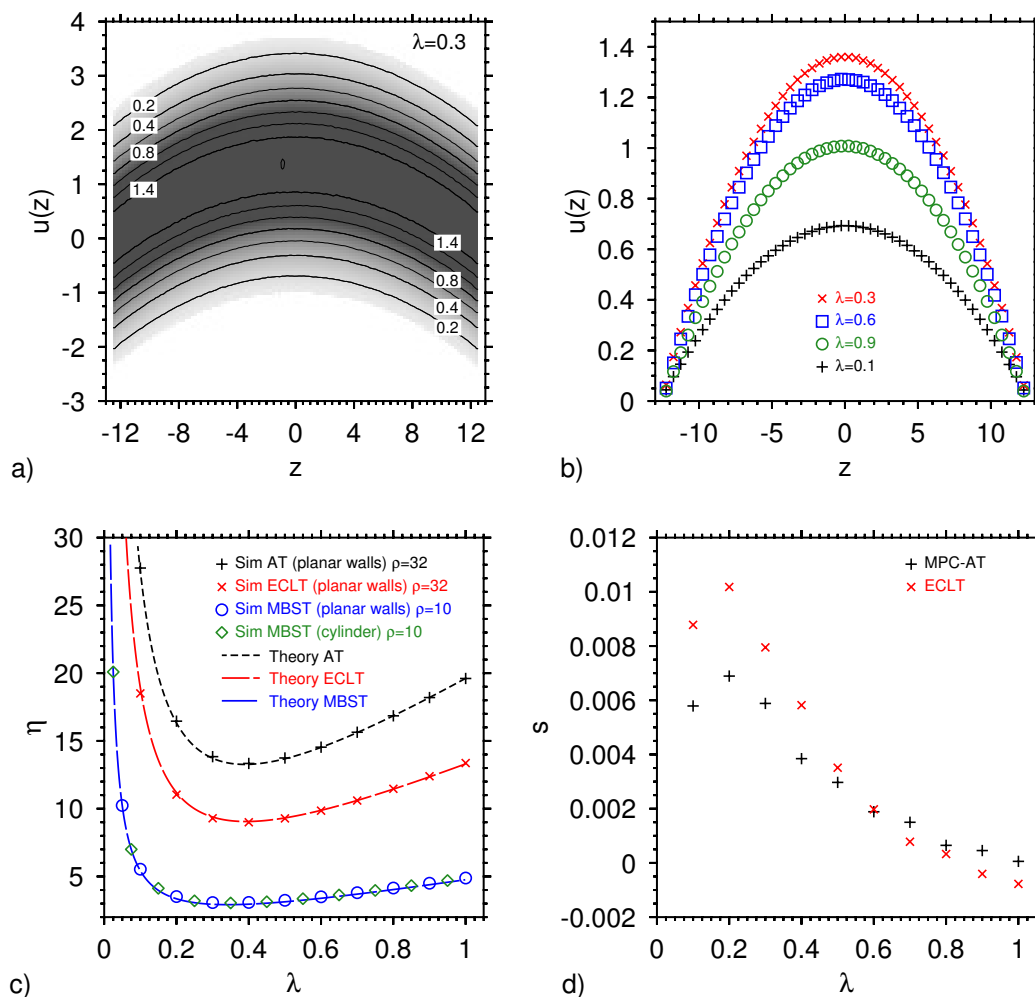 λ=0.3
4
3
2
1
0
-1
-2
-3
u(z)
0.2
0.4
0.8
1.4
1.4
0.8
0.4
0.2
-12 -8 -4 0 4 8 12
z
a)
1.4
1.2
1
0.8
0.6
0.4
0.2
0
u(z)
λ=0.3
λ=0.6
λ=0.9
λ=0.1
-10 -5 0 5 10
z
b)
30
25
20
15
10
5
η
Sim AT (planar walls) ρ=32
Sim ECLT (planar walls) ρ=32
Sim MBST (planar walls) ρ=10
Sim MBST (cylinder) ρ=10
Theory AT
Theory ECLT
Theory MBST
0 0.2 0.4 0.6 0.8 1
λ
c)
0.012
0.01
0.008
0.006
0.004
0.002
0
-0.002
s
MPC-AT
ECLT
0 0.2 0.4 0.6 0.8 1
λ
d)